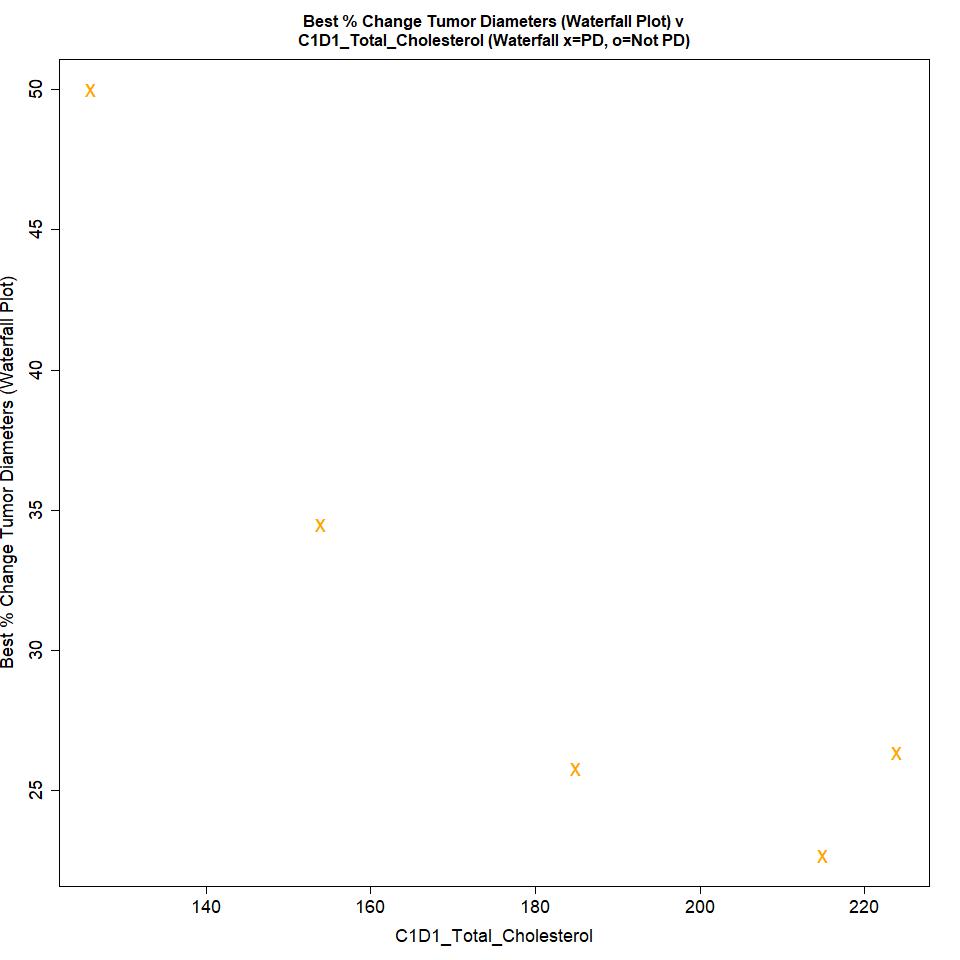 Best % Change Tumor Diameters (Waterfall Plot) v
C1D1_Total_Cholesterol (Waterfall x=PD, o=Not PD)
Best % Change Tumor Diameters (Waterfall Plot)
50
45
40
35
30
25
X
X
X
X
X
140
160
180
200
220
C1D1_Total_Cholesterol